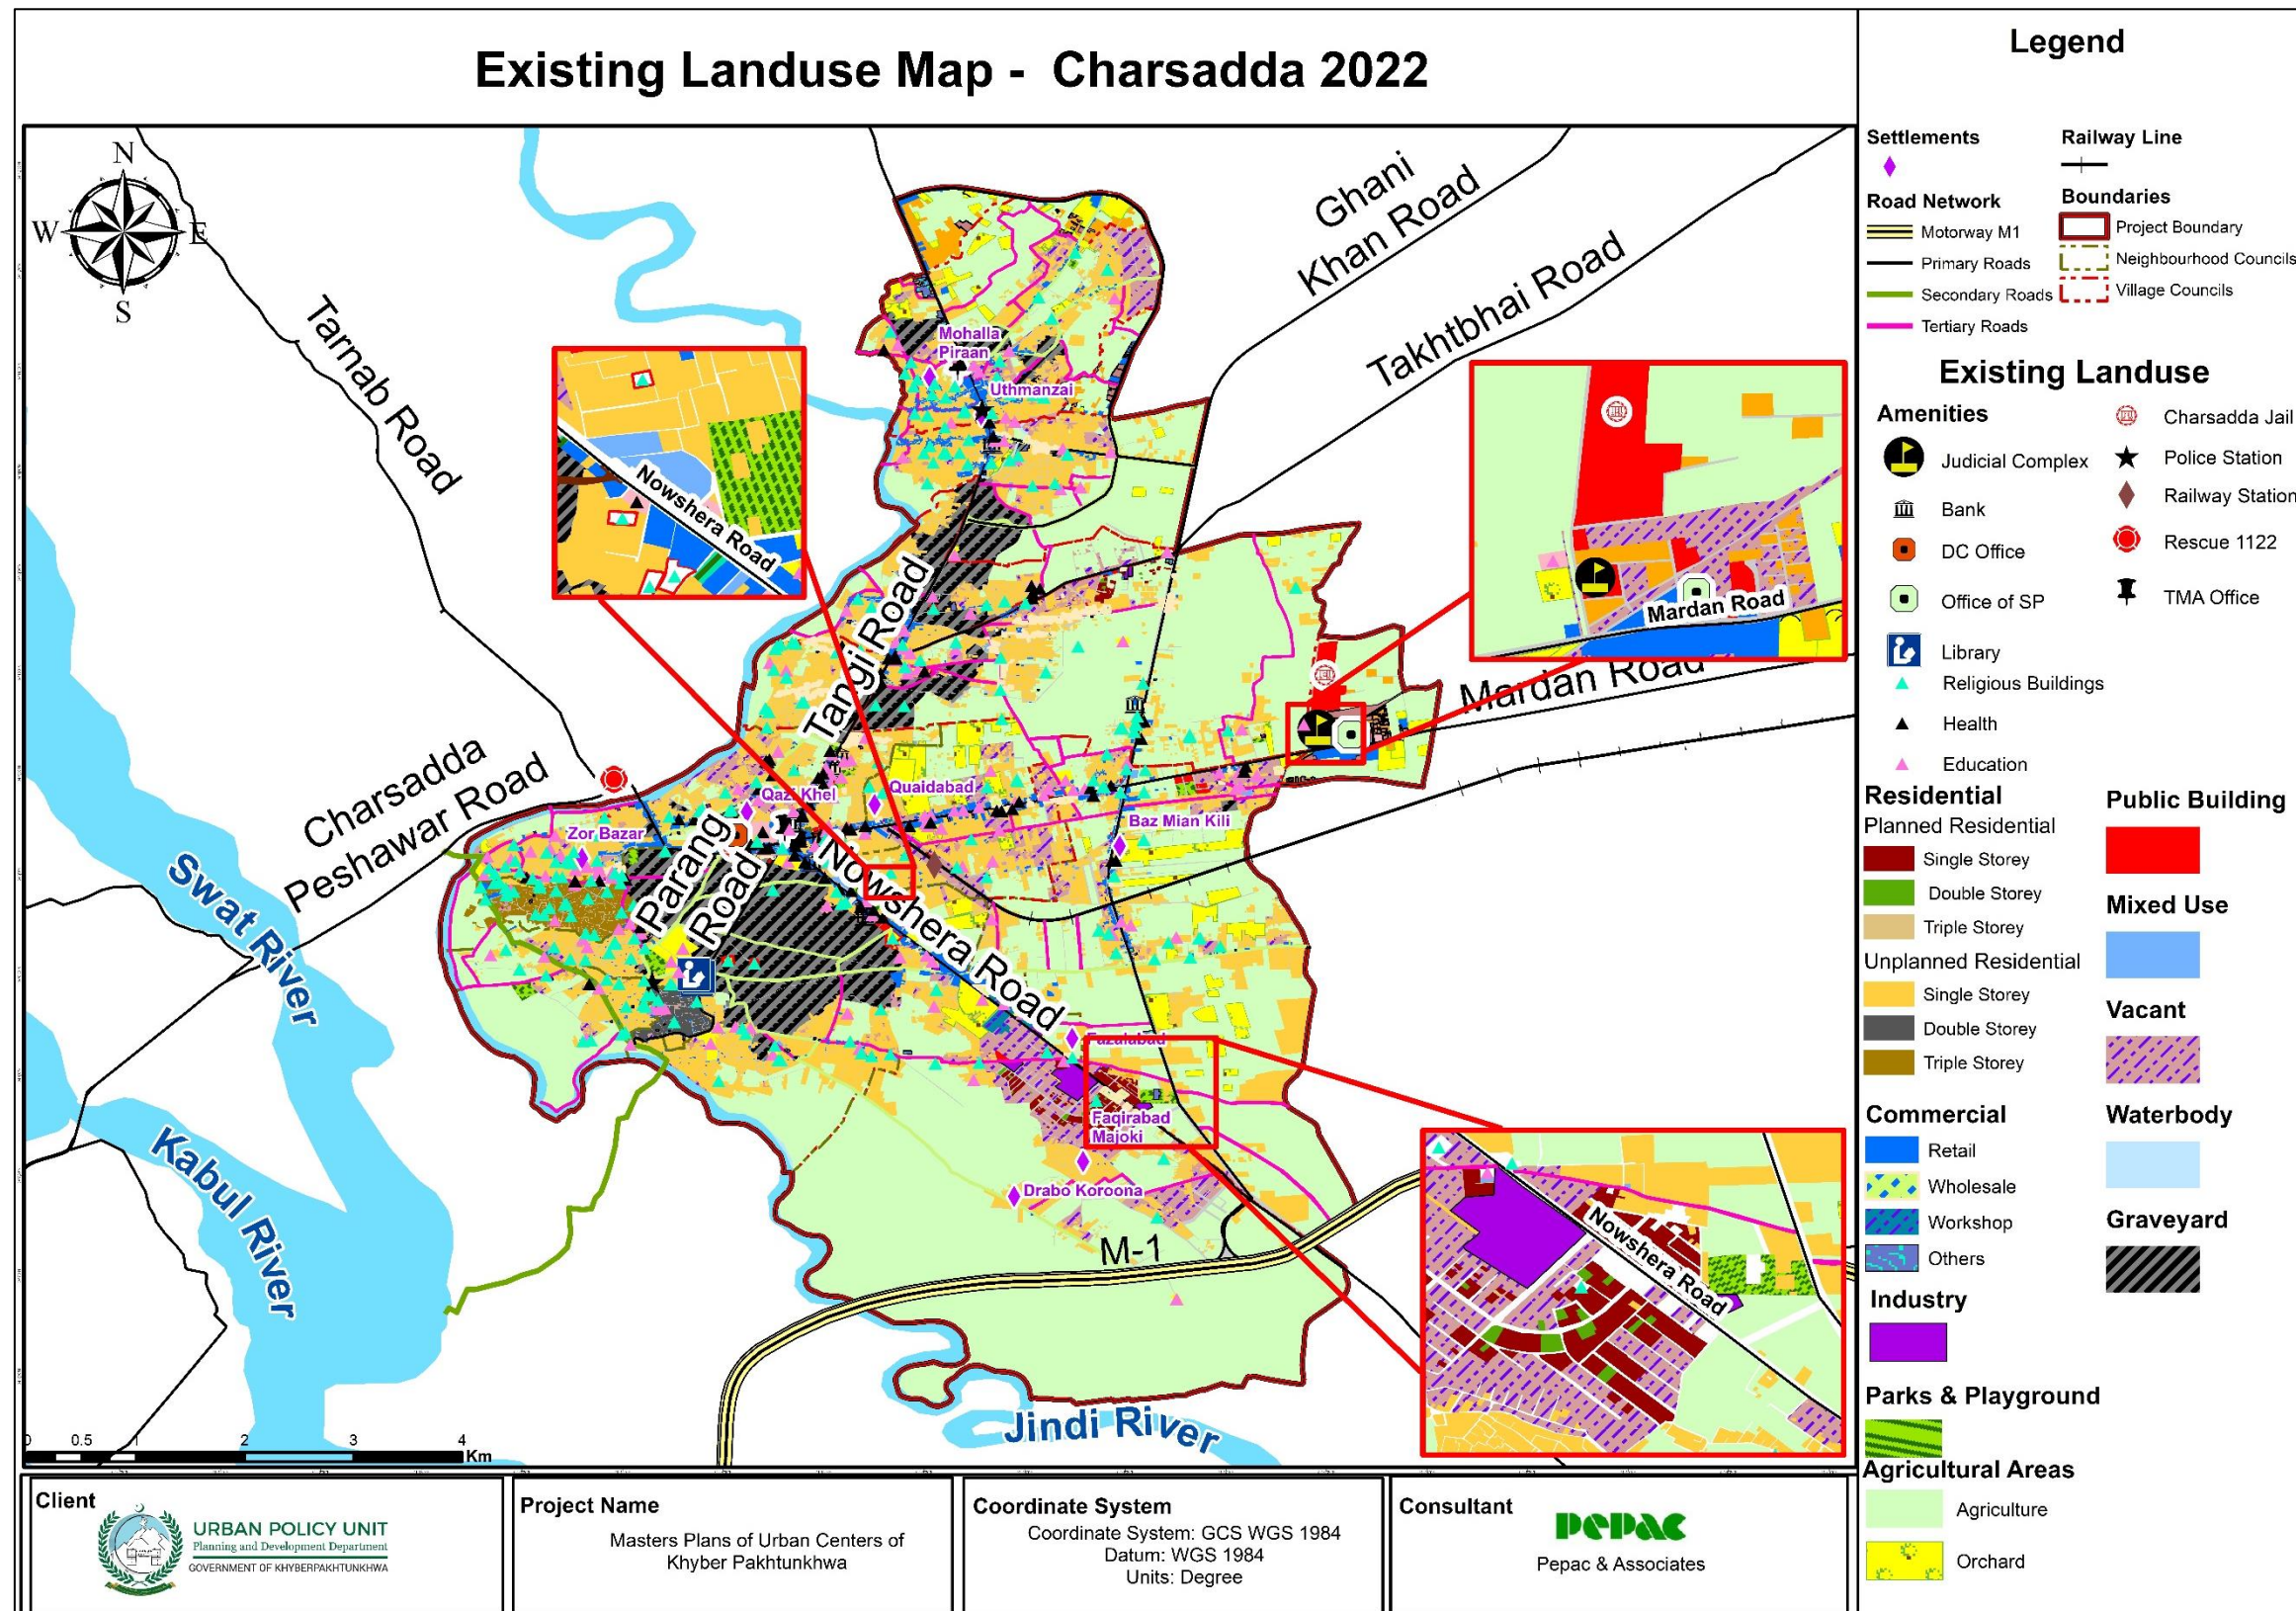 Existing Landuse Map - Charsadda 2022
N
W
E
S
Tarnab Road
Ghani
Khan Road
Takhtbhai Road
Mardan Road
Charsadda
Peshawar Road
Tangi Road
Parang
Road
Nowshera Road
M-1
Swat River
Kabul River
Jindi River
Mohalla
Piraan
Uthmanzai
Qazi Khel
Quaidabad
Zor Bazar
Baz Mian Kili
Fazalabad
Faqirabad
Majoki
Drabo Koroona
Nowshera Road
Mardan Road
Nowshera Road
0 0.5 1 2 3 4
Km
Legend
Settlements
Railway Line
Road Network
Motorway M1
Primary Roads
Secondary Roads
Tertiary Roads
Boundaries
Project Boundary
Neighbourhood Councils
Village Councils
Existing Landuse
Amenities
Judicial Complex
Bank
DC Office
Office of SP
Library
Religious Buildings
Health
Education
Charsadda Jail
Police Station
Railway Station
Rescue 1122
TMA Office
Residential
Planned Residential
Single Storey
Double Storey
Triple Storey
Unplanned Residential
Single Storey
Double Storey
Triple Storey
Commercial
Retail
Wholesale
Workshop
Others
Industry
Parks & Playground
Agricultural Areas
Agriculture
Orchard
Public Building
Mixed Use
Vacant
Waterbody
Graveyard
Client
URBAN POLICY UNIT
Planning and Development Department
GOVERNMENT OF KHYBERPAKHTUNKHWA
Project Name
Masters Plans of Urban Centers of
Khyber Pakhtunkhwa
Coordinate System
Coordinate System: GCS WGS 1984
Datum: WGS 1984
Units: Degree
Consultant
pepac
Pepac & Associates